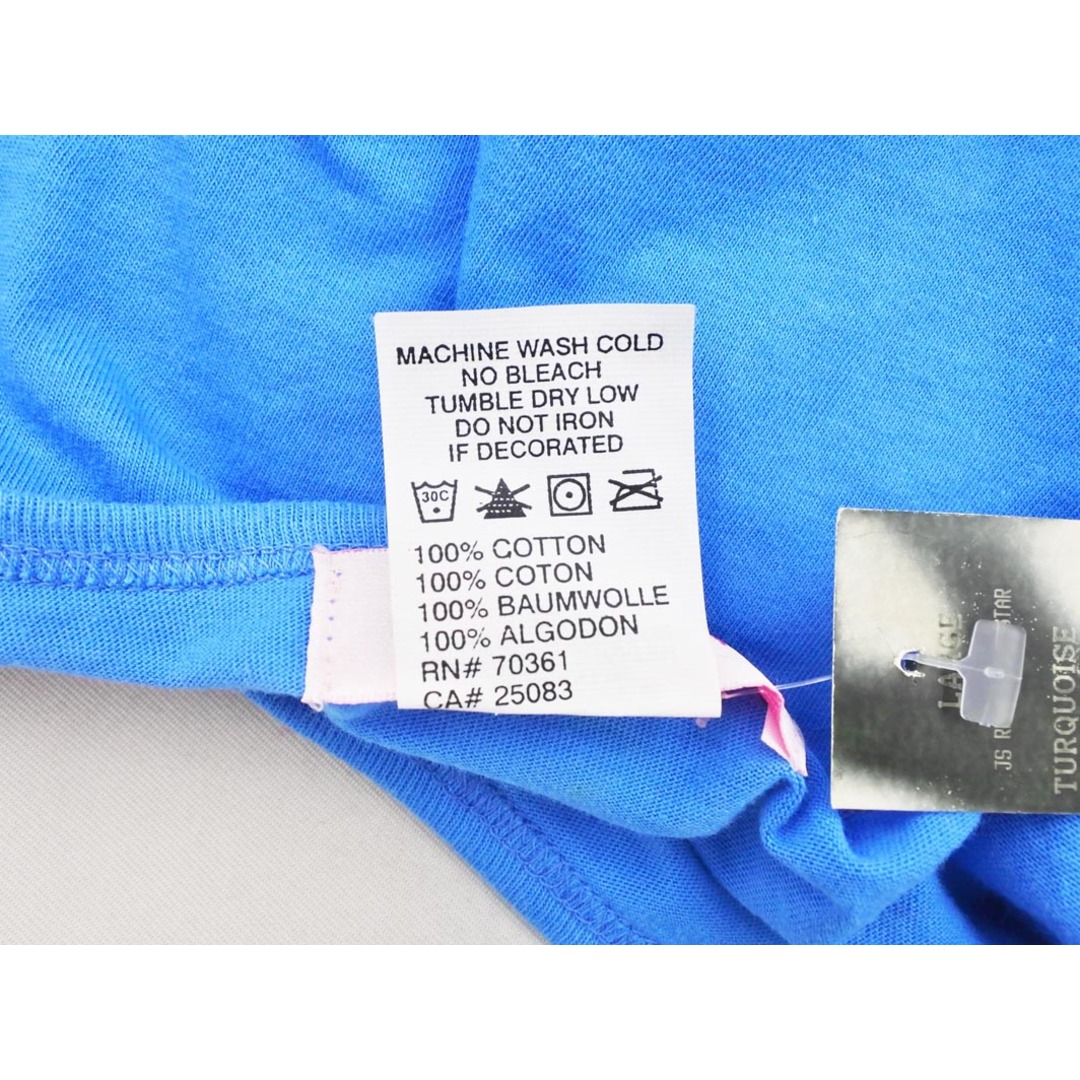 MACHINE WASH COLD
NO BLEACH
TUMBLE DRY LOW
DO NOT IRON
IF DECORATED
30C
100% COTTON
100% COTON
100% BAUMWOLLE
100% ALGODON
RN# 70361
CA# 25083
JS
TURQUOISE